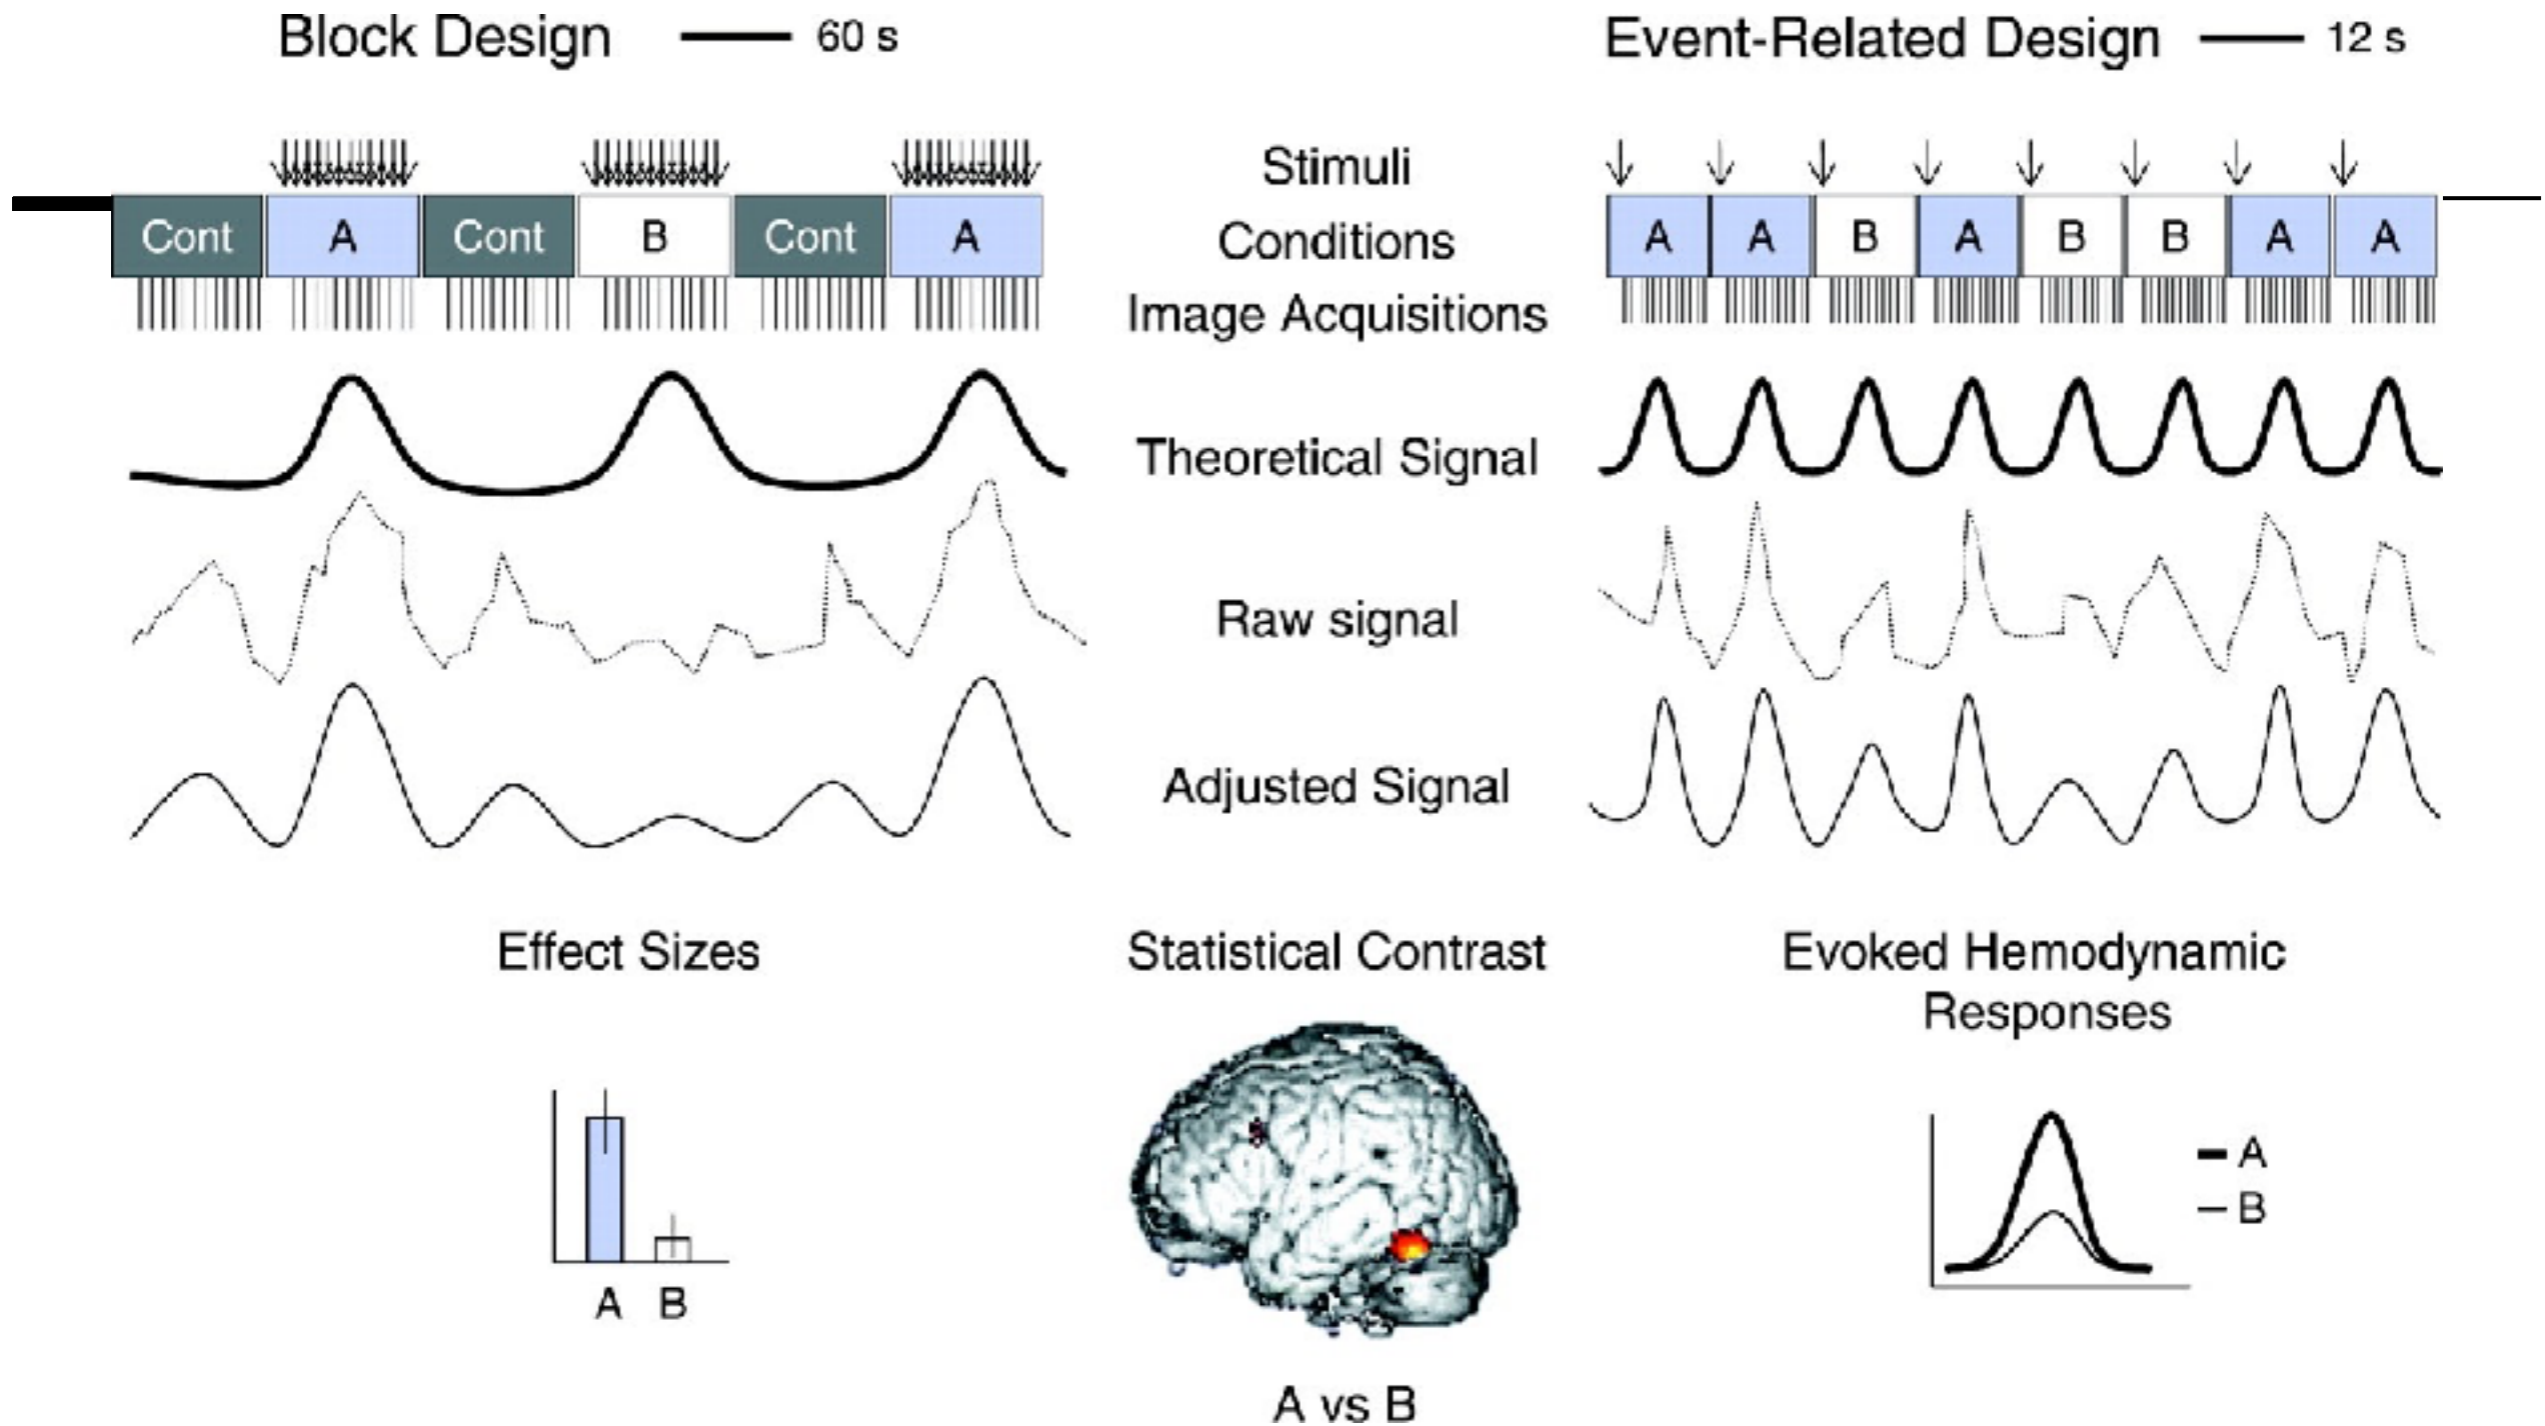 Block Design 60 s
Event-Related Design 12 s
Stimuli
Cont A Cont B Cont A
Conditions
A A B A B B A A
Image Acquisitions
Theoretical Signal
Raw signal
Adjusted Signal
Effect Sizes
Statistical Contrast
Evoked Hemodynamic
Responses
A B
A
B
A vs B